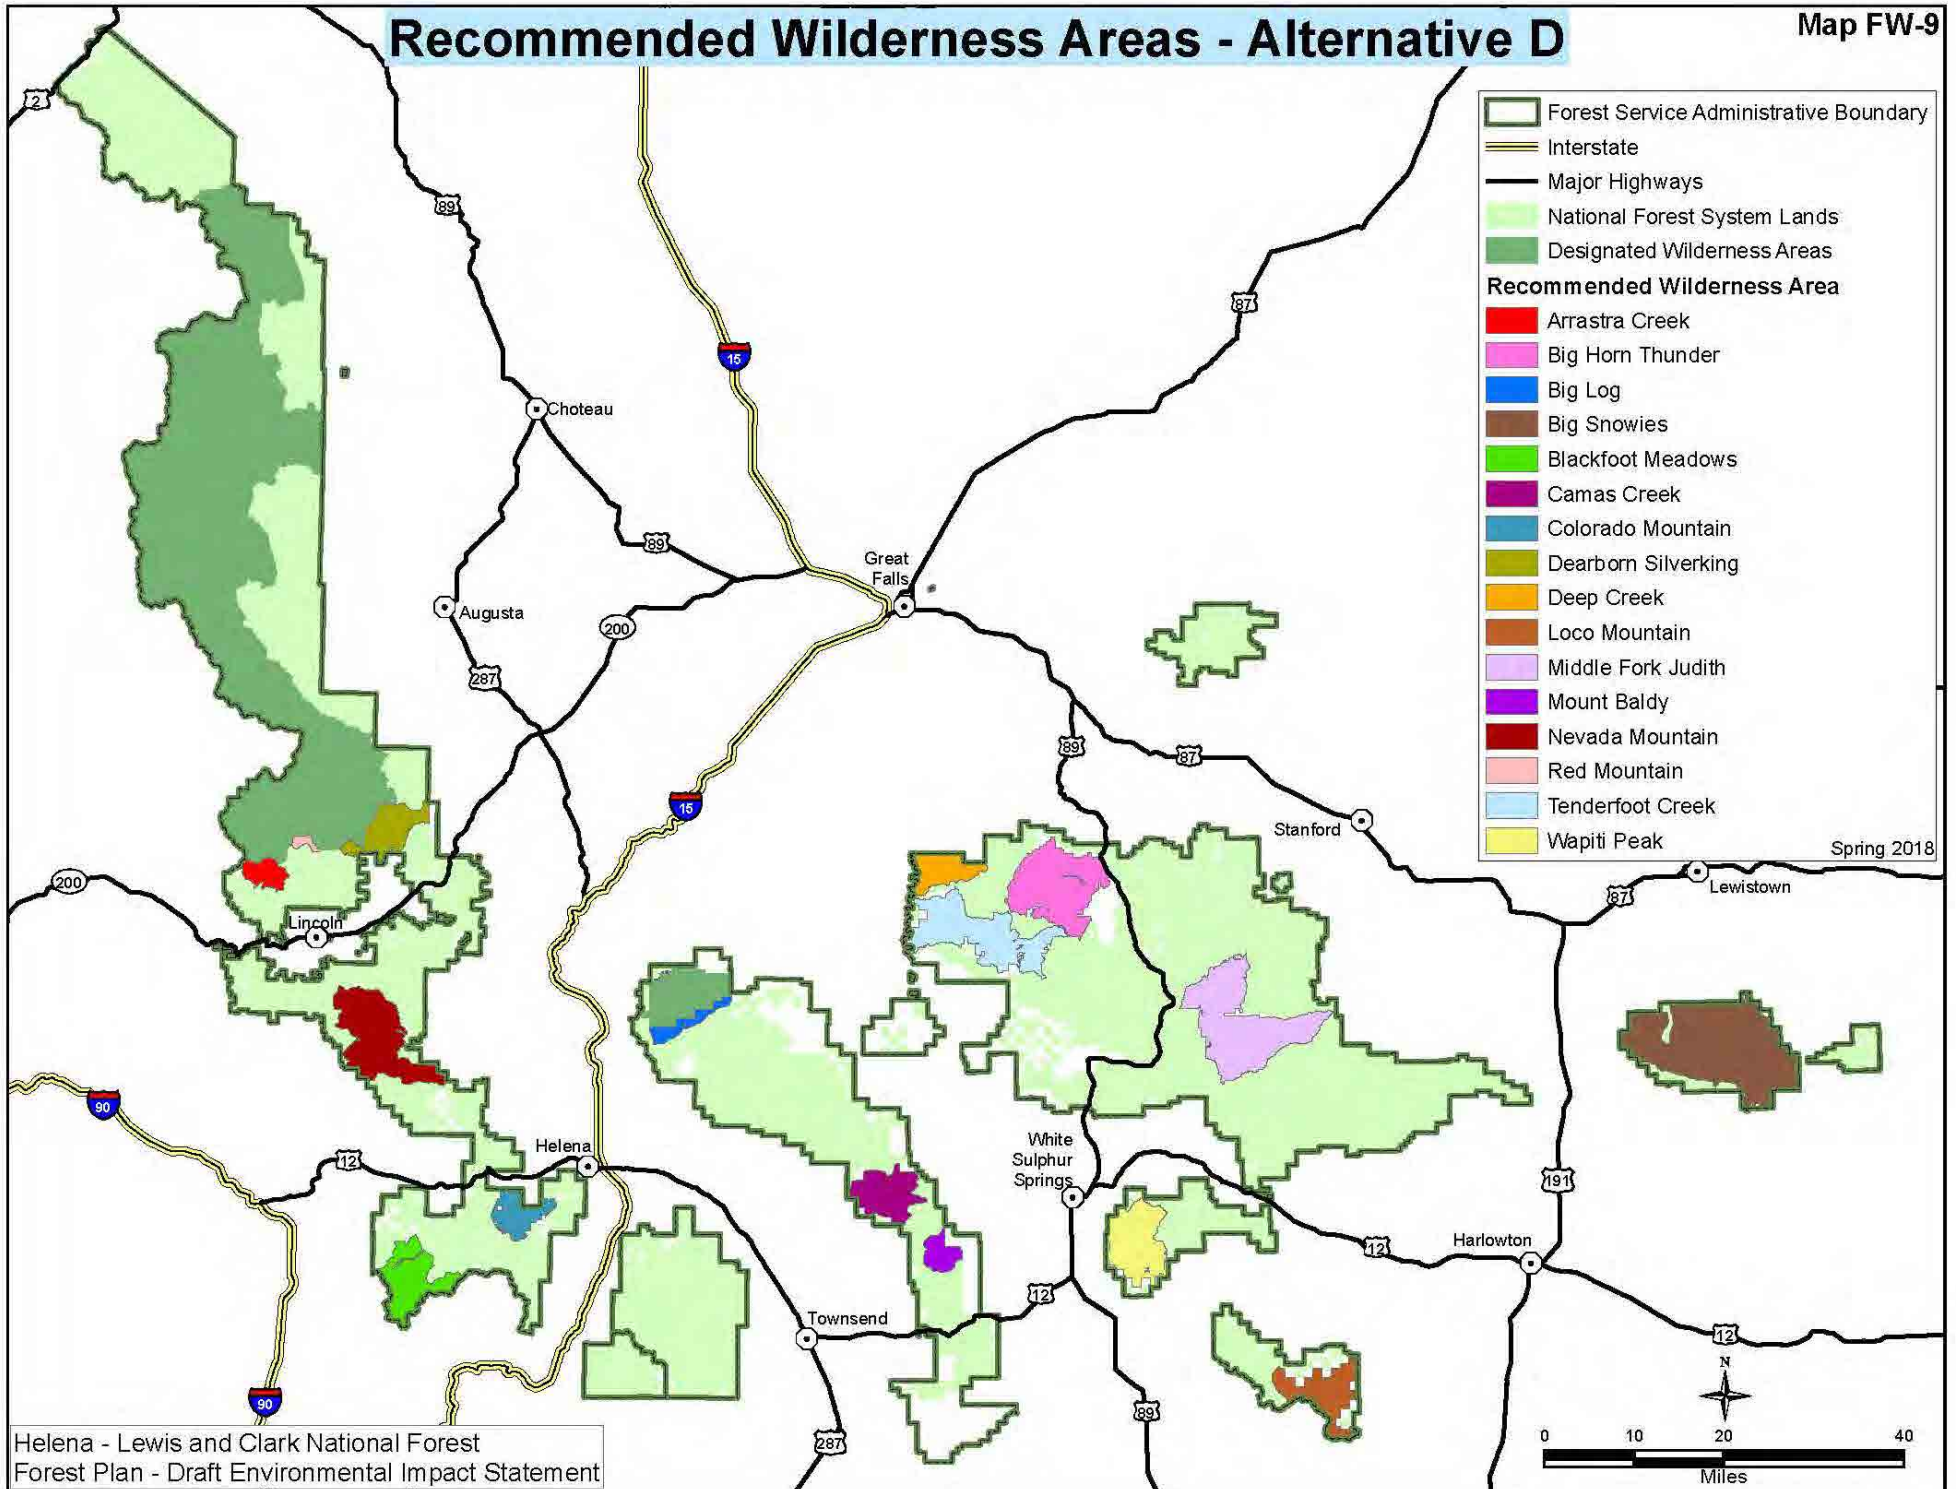 Recommended Wilderness Areas - Alternative D
Map FW-9
Forest Service Administrative Boundary
Interstate
Major Highways
National Forest System Lands
Designated Wilderness Areas
Recommended Wilderness Area
Arrastra Creek
Big Horn Thunder
Big Log
Big Snowies
Blackfoot Meadows
Camas Creek
Colorado Mountain
Dearborn Silverking
Deep Creek
Loco Mountain
Middle Fork Judith
Mount Baldy
Nevada Mountain
Red Mountain
Tenderfoot Creek
Wapiti Peak
Spring 2018
2
89
87
15
Choteau
89
Great
Falls
Augusta
200
287
89
87
15
Stanford
200
Lewistown
87
Lincoln
90
Helena
12
White
Sulphur
Springs
191
12
Harlowton
12
Townsend
12
90
89
287
N
0 10 20 40
Miles
Helena - Lewis and Clark National Forest
Forest Plan - Draft Environmental Impact Statement